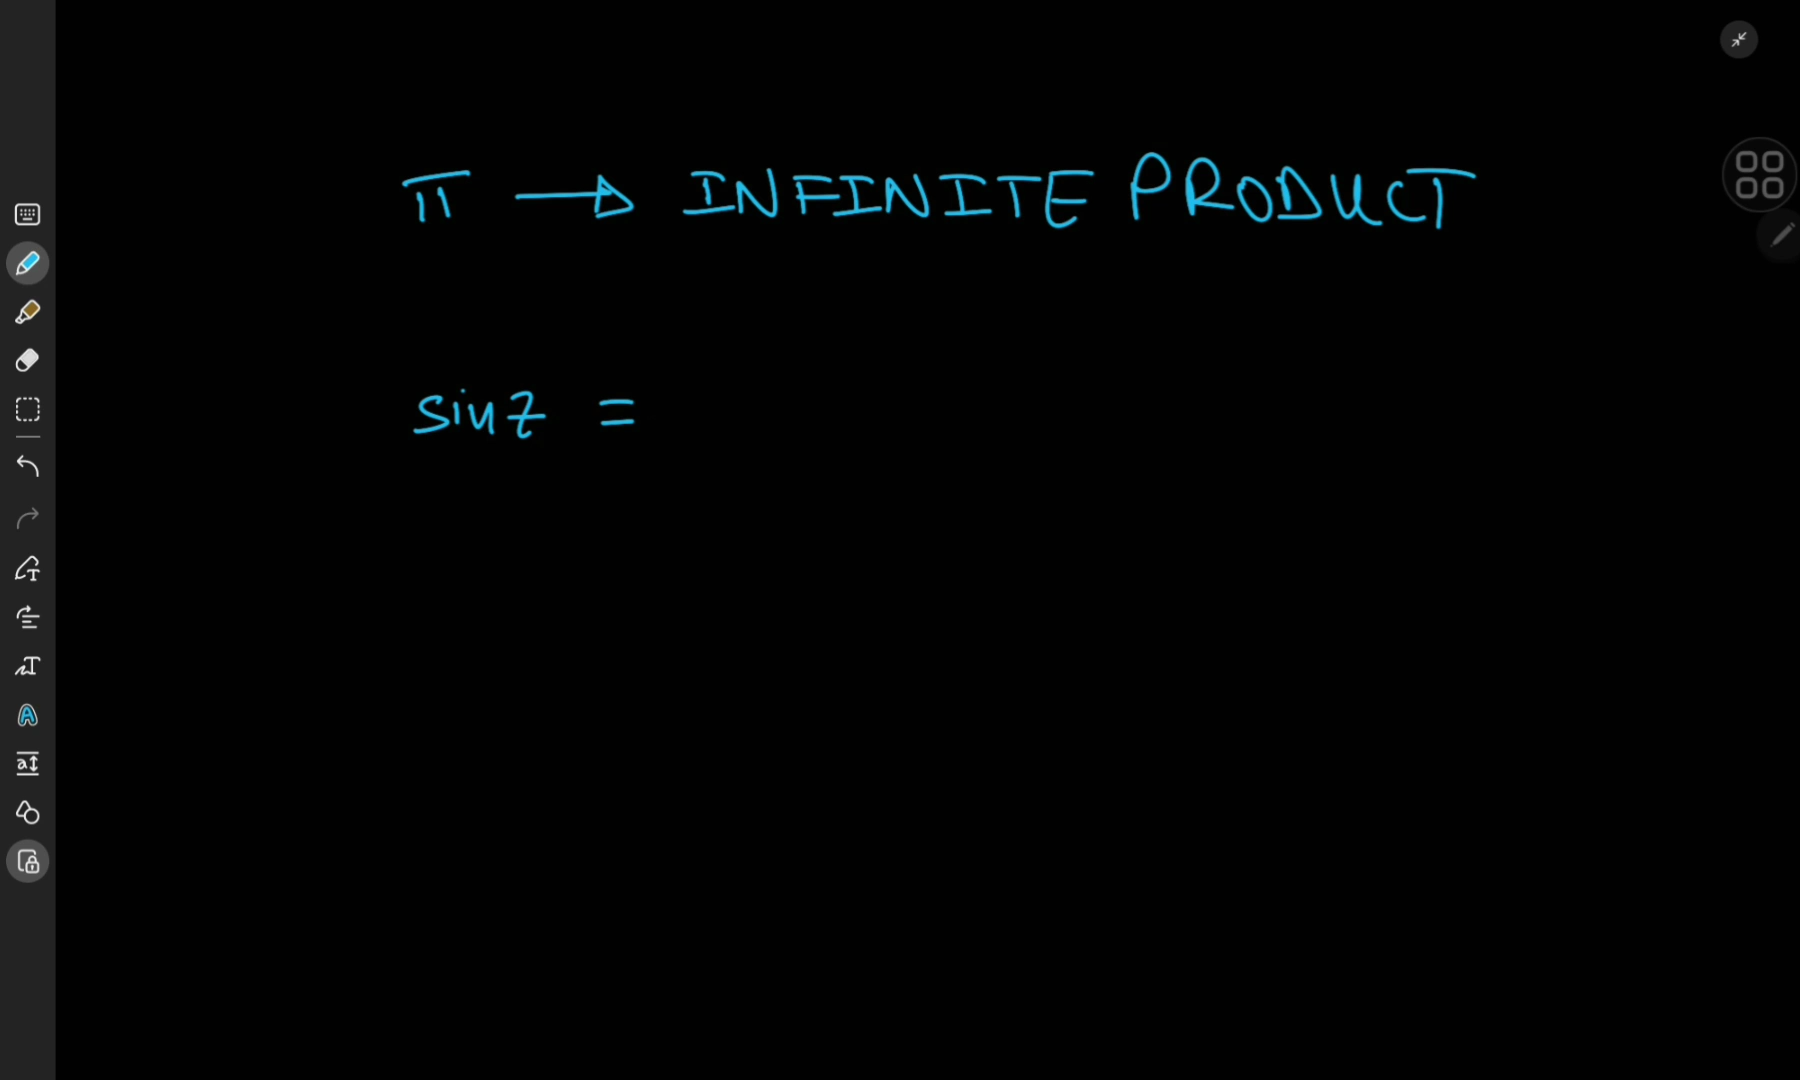 π → INFINITE PRODUCT
sin z =